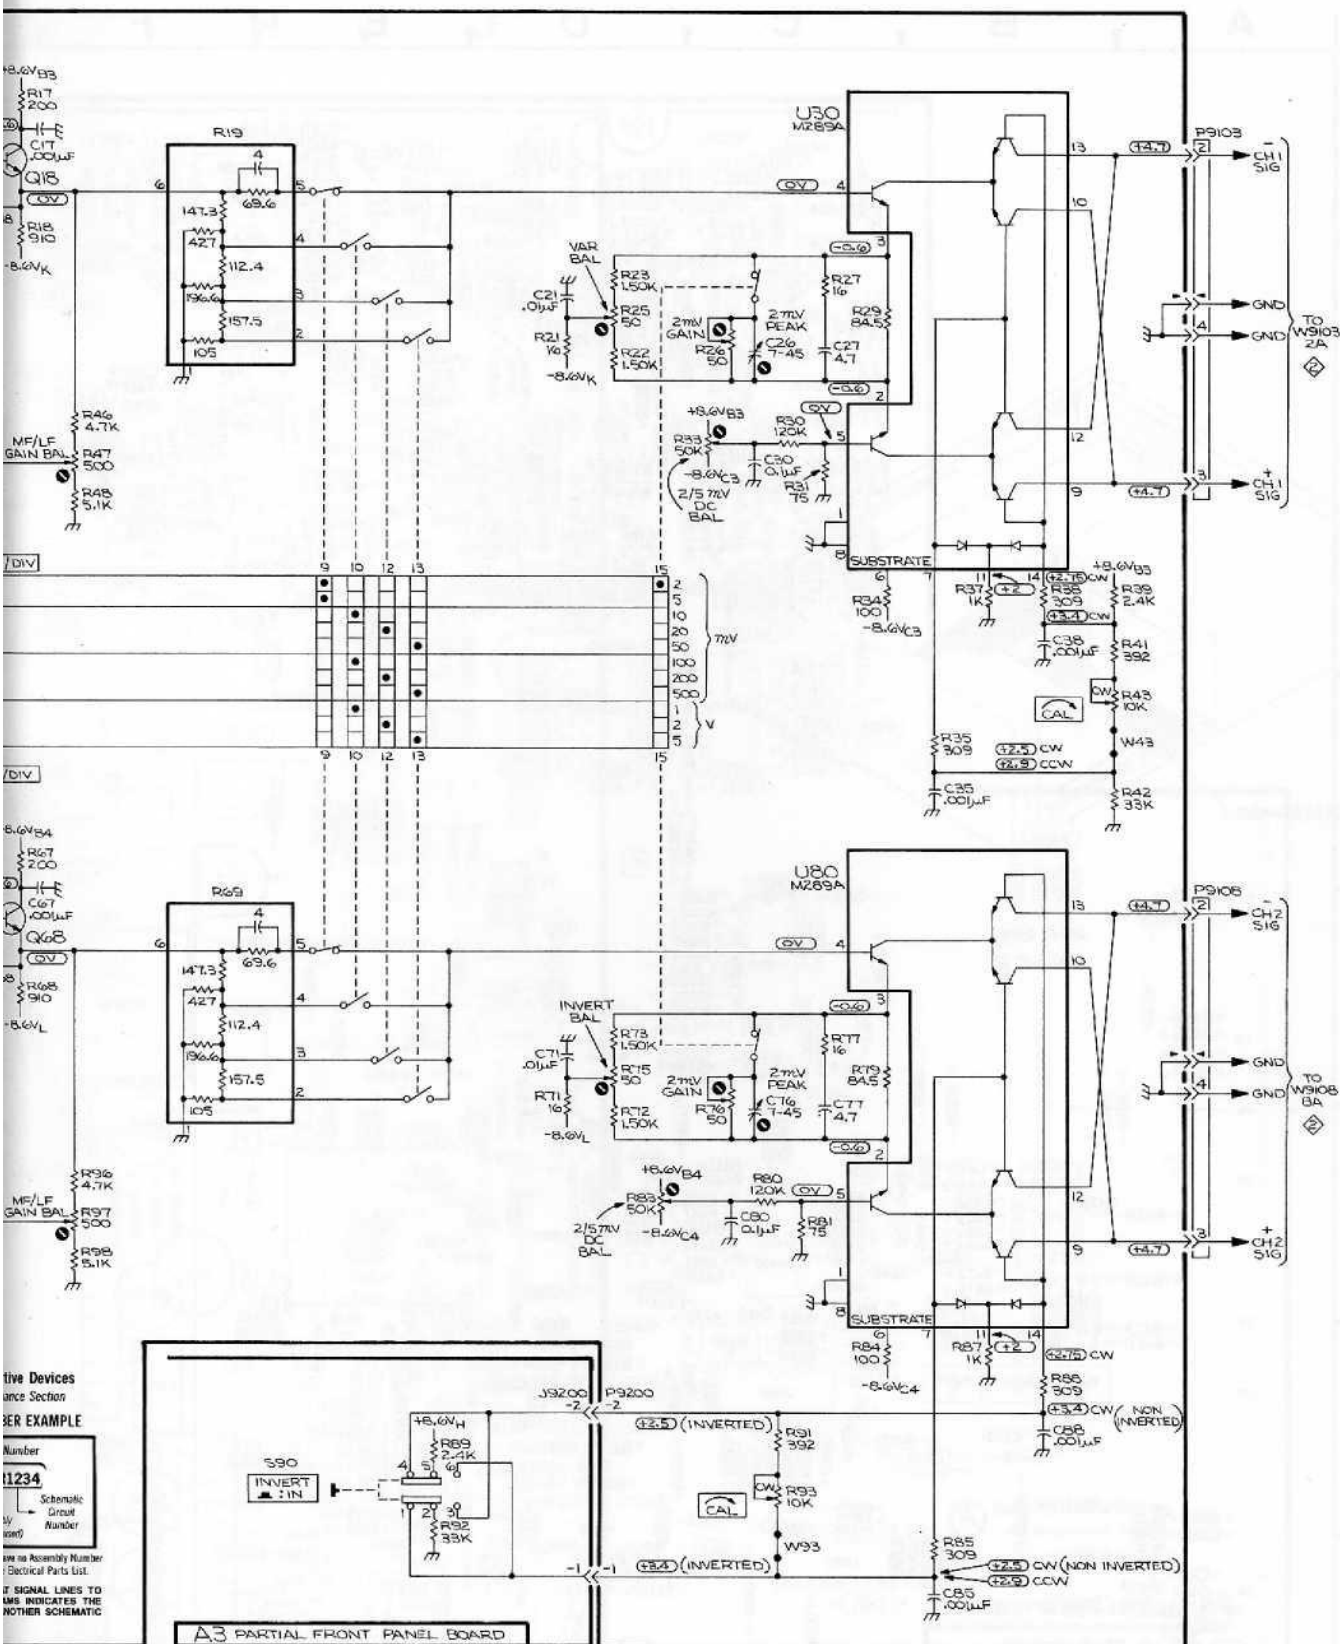 +8.6VB3
R17
200
C17
.001µF
Q18
0V
R18
910
-8.6VK
R19
6
4
5
69.6
147.3
427
4
112.4
196.6
3
157.5
2
105
1
R46
4.7K
MF/LF
GAIN BAL
R47
500
R48
5.1K
VAR
BAL
C21
.01µF
R21
16
-8.6VK
R23
1.50K
R25
50
R22
1.50K
2mV
GAIN
R26
50
2mV
PEAK
C26
7-45
R27
16
C27
4.7
R29
84.5
-0.6
-0.6
+8.6VB3
R33
50K
-8.6VC3
2/5 mV
DC
BAL
C30
0.1µF
R30
120K
0V
R31
75
U30
M289A
0V
4
3
2
5
1
8
SUBSTRATE
6
7
11
14
13
10
12
9
R34
100
-8.6VC3
R37
1K
+2
+2.75 CW
R38
309
+3.4 CW
C38
.001µF
+8.6VB3
R39
2.4K
R41
392
CW
R43
10K
CAL
W43
R35
309
+2.5 CW
+2.9 CCW
C35
.001µF
R42
33K
+4.7
+4.7
P9103
2
-
CH1
SIG
GND
4
GND
3
+
CH1
SIG
TO
W9103
2A
2
/DIV
9 10 12 13 15
2
5
10
20
50
100
200
500
mV
1
2
5
V
9 10 12 13 15
/DIV
-8.6VB4
R67
200
C67
.001µF
Q68
0V
R68
910
-8.6VL
R69
6
4
5
69.6
147.3
427
4
112.4
196.6
3
157.5
2
105
1
R96
4.7K
MF/LF
GAIN BAL
R97
500
R98
5.1K
INVERT
BAL
C71
.01µF
R71
16
-8.6VL
R73
1.50K
R75
50
R72
1.50K
2mV
GAIN
R76
50
2mV
PEAK
C76
7-45
R77
16
C77
4.7
R79
84.5
-0.6
-0.6
+8.6VB4
R83
50K
-8.6VC4
2/5mV
DC
BAL
C80
0.1µF
R80
120K
0V
R81
75
U80
M289A
0V
4
3
2
5
1
8
SUBSTRATE
6
7
11
14
13
10
12
9
R84
100
-8.6VC4
R87
1K
+2
+2.75 CW
R88
309
+3.4 CW (NON INVERTED)
C88
.001µF
+4.7
+4.7
P9108
2
-
CH2
SIG
GND
4
GND
3
+
CH2
SIG
TO
W9108
8A
2
J9200 P9200
-2 -2
+2.5 (INVERTED)
R91
392
CW
R93
10K
CAL
W93
-1 -1
+3.4 (INVERTED)
R85
309
+2.5 CW (NON INVERTED)
+2.9 CCW
C85
.001µF
+8.6VH
R89
2.4K
4 5 6
1 2 3
R92
33K
S90
INVERT
: IN
A3 PARTIAL FRONT PANEL BOARD
tive Devices
ance Section
BER EXAMPLE
Number
1234
Schematic
Circuit
Number
ave no Assembly Number
Electrical Parts List.
SIGNAL LINES TO
AMS INDICATES THE
NOTHER SCHEMATIC